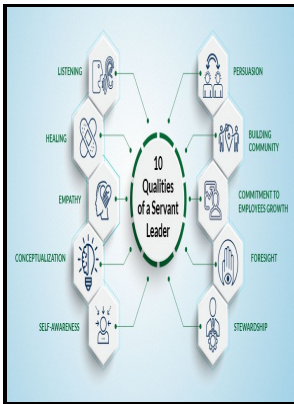 LISTENING
HEALING
EMPATHY
CONCEPTUALIZATION
SELF-AWARENESS
10
Qualities
of a Servant
Leader
PERSUASION
BUILDING
COMMUNITY
COMMITMENT TO
EMPLOYEES GROWTH
FORESIGHT
STEWARDSHIP